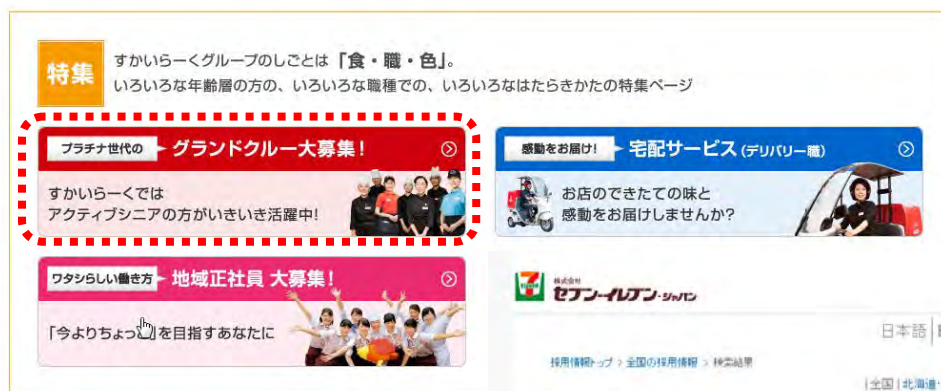 特集
すかいらーくグループのしごとは「食・職・色」。
いろいろな年齢層の方の、いろいろな職種での、いろいろなはたらきかたの特集ページ
プラチナ世代の グランドクルー大募集!
すかいらーくでは
アクティブシニアの方がいきいき活躍中!
感動をお届け! 宅配サービス(デリバリー職)
お店のできたての味と
感動をお届けしませんか?
ワタシらしい働き方 地域正社員 大募集!
「今よりちょっ
を目指すあなたに
株式会社
セブン-イレブン・ジャパン
日本語
採用情報トップ > 全国の採用情報 > 検索結果
|全国|北海道・